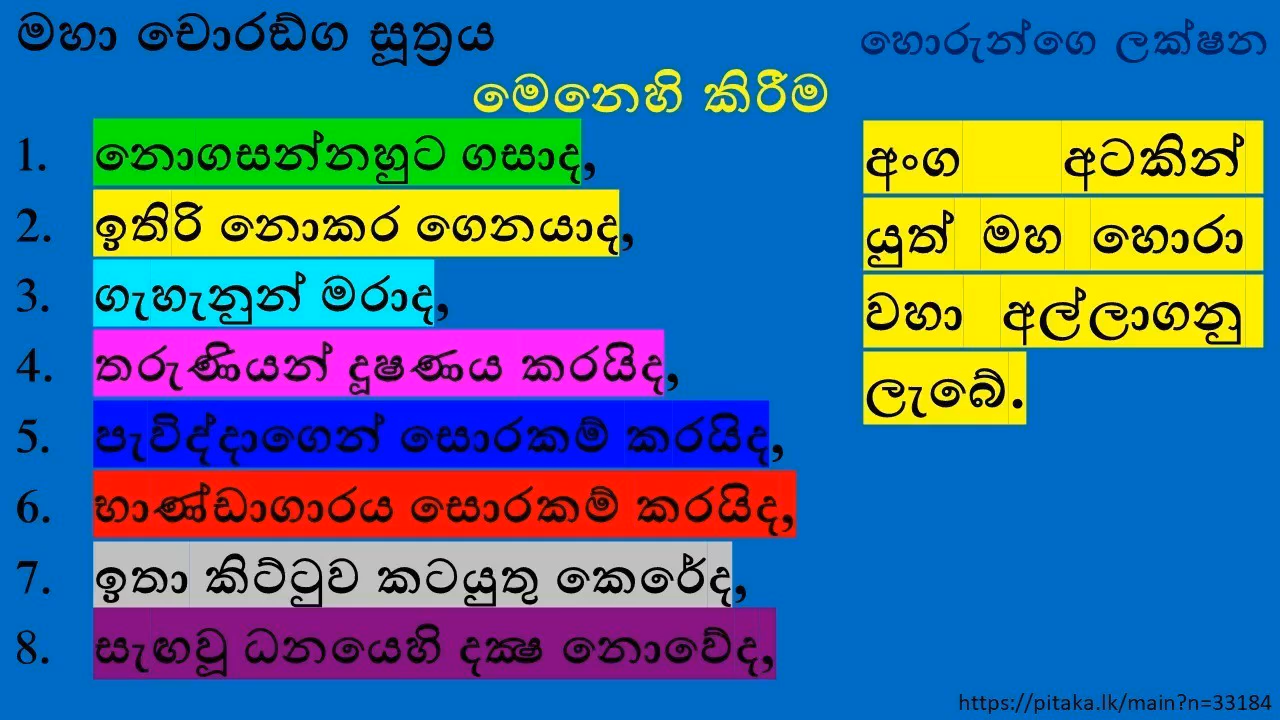 මහා චොරඞ්ග සූත්‍රය
හොරුන්ගෙ ලක්ෂන
මෙනෙහි කිරීම
1. නොගසන්නහුට ගසාද,
2. ඉතිරි නොකර ගෙනයාද,
3. ගැහැනුන් මරාද,
4. තරුණියන් දූෂණය කරයිද,
5. පැවිද්දාගෙන් සොරකම් කරයිද,
6. භාණ්ඩාගාරය සොරකම් කරයිද,
7. ඉතා කිට්ටුව කටයුතු කෙරේද,
8. සැඟවූ ධනයෙහි දක්‍ෂ නොවේද,
අංග අටකින්
යුත් මහ හොරා
වහා අල්ලාගනු
ලැබේ.
https://pitaka.lk/main?n=33184